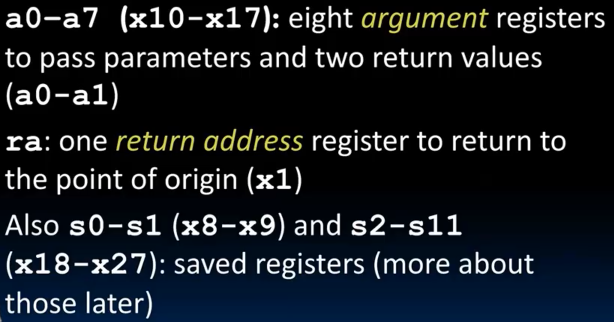 a0–a7 (x10-x17): eight argument registers
to pass parameters and two return values
(a0-a1)
ra: one return address register to return to
the point of origin (x1)
Also s0-s1 (x8-x9) and s2-s11
(x18-x27): saved registers (more about
those later)